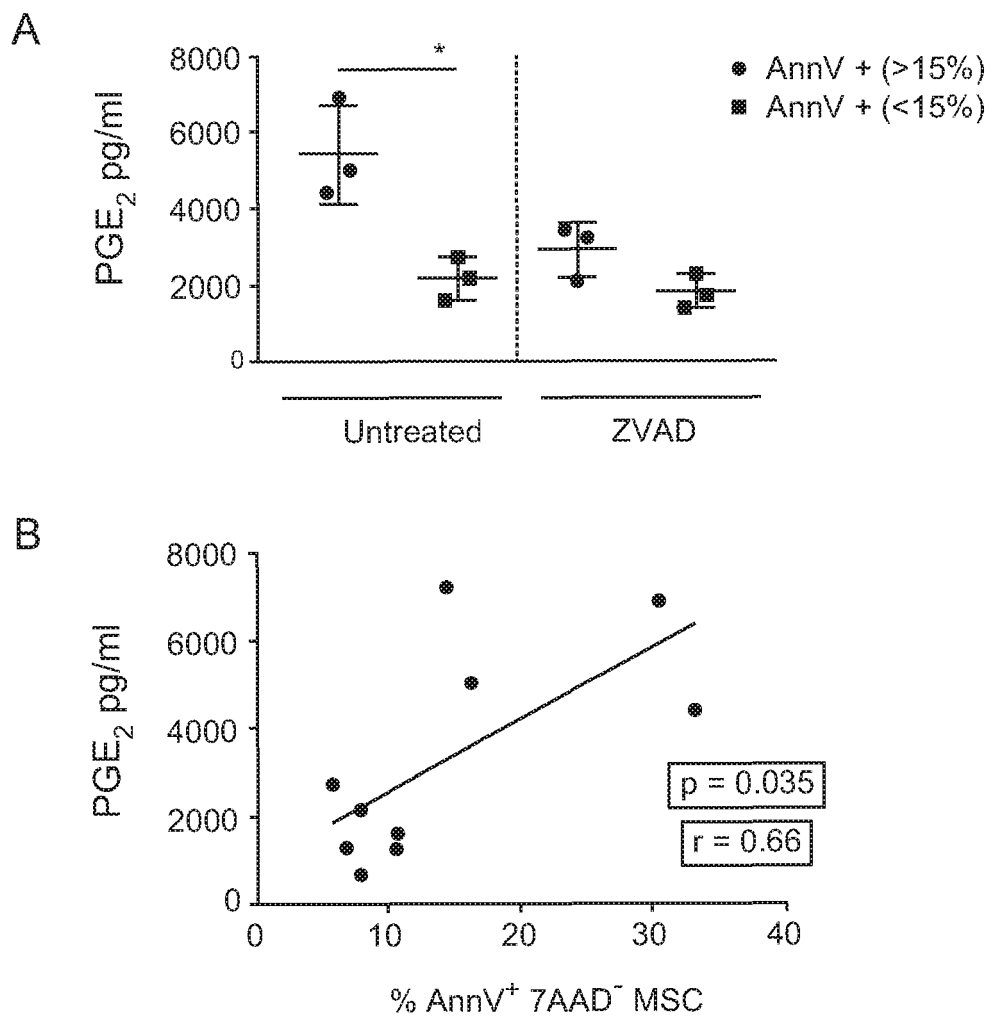 A
*
8000
6000
4000
2000
0
PGE2 pg/ml
AnnV + (>15%)
AnnV + (<15%)
Untreated
ZVAD
B
8000
6000
4000
2000
0
PGE2 pg/ml
p = 0.035
r = 0.66
0 10 20 30 40
% AnnV+ 7AAD- MSC